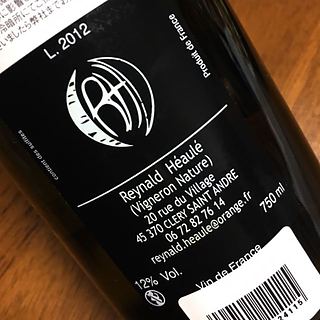 L. 2012
Produit de France
contient des sulfites
Reynald Héaulé
(Vigneron Nature)
20 rue du Village
45 370 CLERY SAINT ANDRE
06 72 82 76 14
reynald.heaule@orange.fr
12% Vol.
750 ml
Vin de France
24115